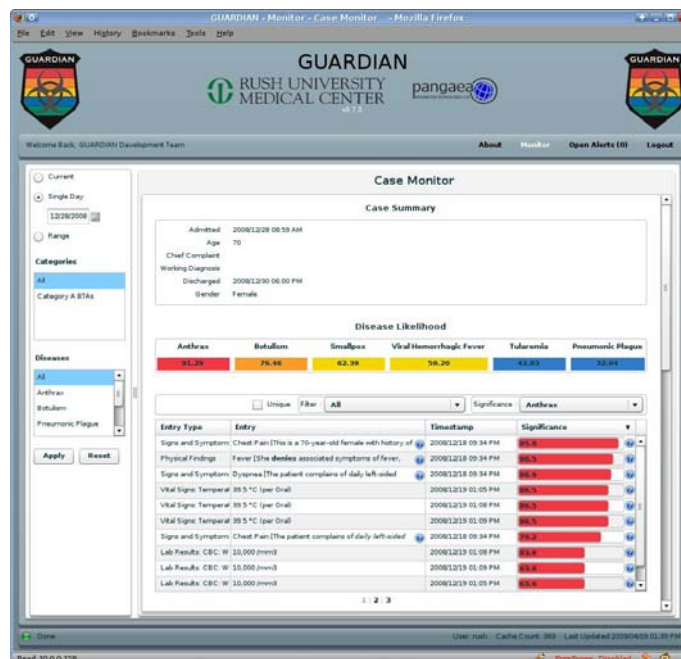 GUARDIAN - Monitor - Case Monitor - Mozilla Firefox
File Edit View History Bookmarks Tools Help
GUARDIAN
GUARDIAN
GUARDIAN
RUSH UNIVERSITY
MEDICAL CENTER
pangaea
Welcome Back, GUARDIAN Development Team
About Monitor Open Alerts (0) Logout
Current
Single Day
12/28/2008
Range
Categories
All
Category A BTAs
Diseases
All
Anthrax
Botulism
Pneumonic Plague
Apply Reset
Case Monitor
Case Summary
Admitted 2008/12/28 08:59 AM
Age 70
Chief Complaint
Working Diagnosis
Discharged 2008/12/30 06:00 PM
Gender Female
Disease Likelihood
Anthrax Botulism Smallpox Viral Hemorrhagic Fever Tularemia Pneumonic Plague
91.29 79.46 62.39 50.20
Unique Filter All Significance Anthrax
Entry Type Entry Timestamp Significance
Signs and Symptom Chest Pain [This is a 70-year-old female with history of 2008/12/18 09:34 PM
Physical Findings Fever [She denies associated symptoms of fever, 2008/12/18 09:34 PM
Signs and Symptom Dyspnea [The patient complains of daily left-sided 2008/12/18 09:34 PM
Vital Signs: Temperat 39.5 °C (per Oral) 2008/12/19 01:05 PM
Vital Signs: Temperat 39.5 °C (per Oral) 2008/12/19 01:08 PM
Vital Signs: Temperat 39.5 °C (per Oral) 2008/12/19 01:09 PM
Signs and Symptom Chest Pain [The patient complains of daily left-sided 2008/12/18 09:34 PM
Lab Results: CBC: W 10,000 /mm3 2008/12/19 01:08 PM
Lab Results: CBC: W 10,000 /mm3 2008/12/19 01:09 PM
Lab Results: CBC: W 10,000 /mm3 2008/12/19 01:05 PM
1 | 2 | 3
Done
User: rush Cache Count: 389 Last Updated 2009/04/03 01:39 PM